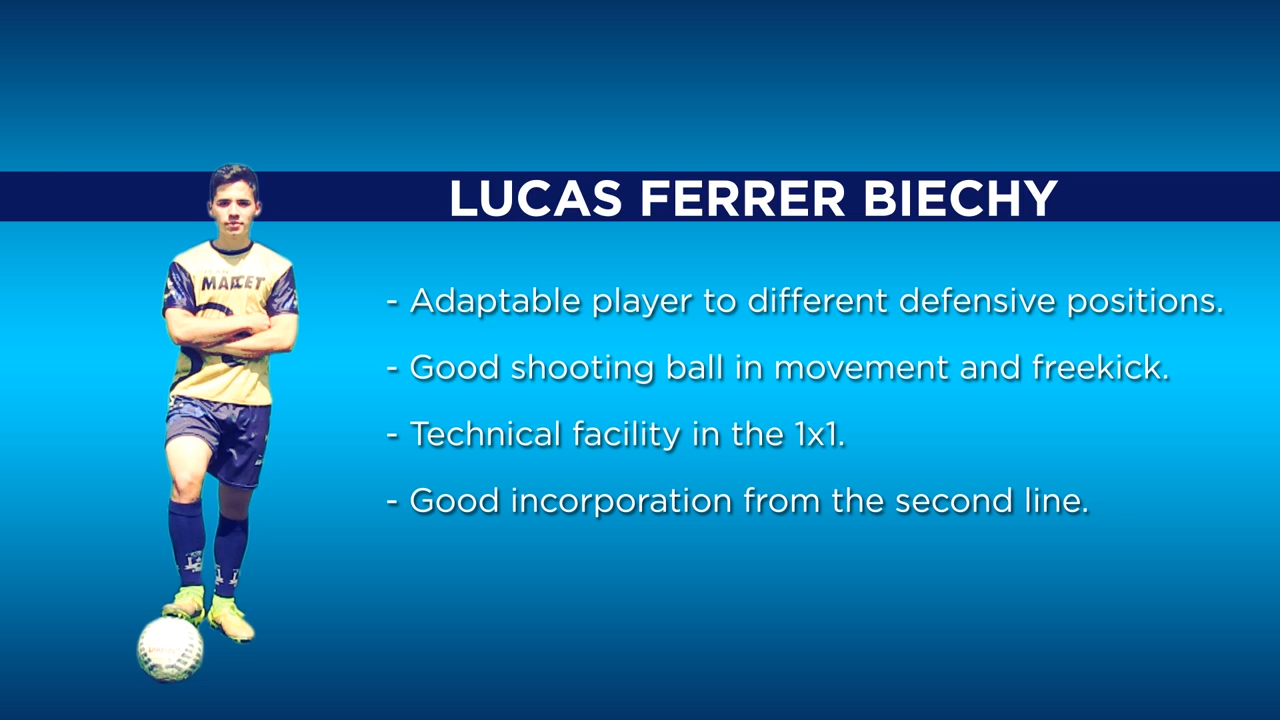 LUCAS FERRER BIECHY
MARCET
- Adaptable player to different defensive positions.
- Good shooting ball in movement and freekick.
- Technical facility in the 1x1.
- Good incorporation from the second line.